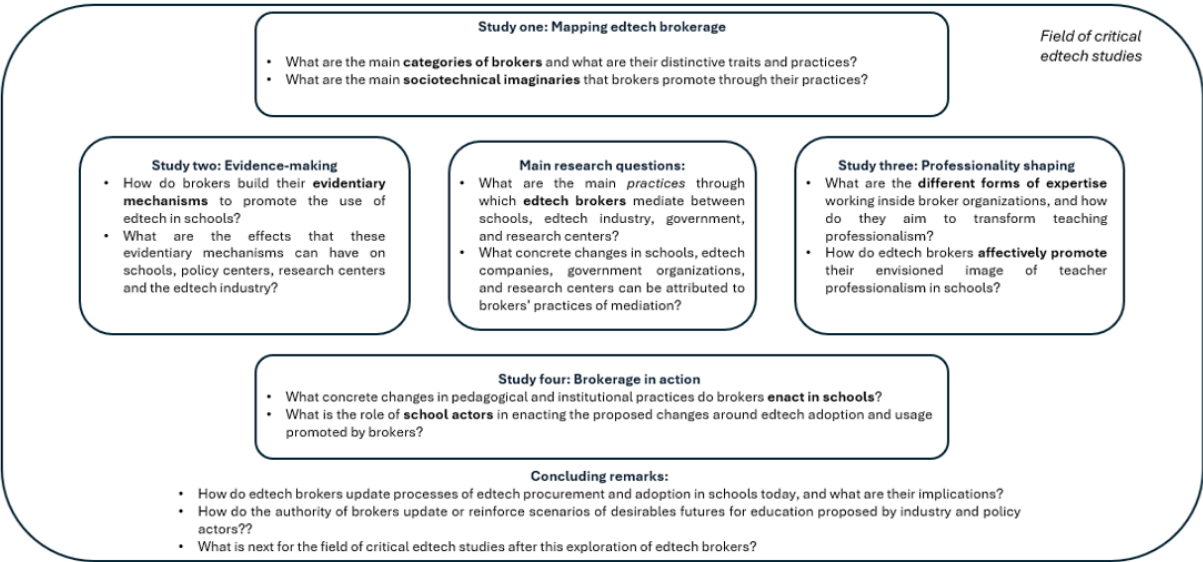 Study one: Mapping edtech brokerage
• What are the main categories of brokers and what are their distinctive traits and practices?
• What are the main sociotechnical imaginaries that brokers promote through their practices?
Field of critical
edtech studies
Study two: Evidence-making
• How do brokers build their evidentiary
mechanisms to promote the use of
edtech in schools?
• What are the effects that these
evidentiary mechanisms can have on
schools, policy centers, research centers
and the edtech industry?
Main research questions:
• What are the main practices through
which edtech brokers mediate between
schools, edtech industry, government,
and research centers?
• What concrete changes in schools, edtech
companies, government organizations,
and research centers can be attributed to
brokers' practices of mediation?
Study three: Professionality shaping
• What are the different forms of expertise
working inside broker organizations, and how
do they aim to transform teaching
professionalism?
• How do edtech brokers affectively promote
their envisioned image of teacher
professionalism in schools?
Study four: Brokerage in action
• What concrete changes in pedagogical and institutional practices do brokers enact in schools?
• What is the role of school actors in enacting the proposed changes around edtech adoption and usage
promoted by brokers?
Concluding remarks:
• How do edtech brokers update processes of edtech procurement and adoption in schools today, and what are their implications?
• How do the authority of brokers update or reinforce scenarios of desirables futures for education proposed by industry and policy
actors??
• What is next for the field of critical edtech studies after this exploration of edtech brokers?